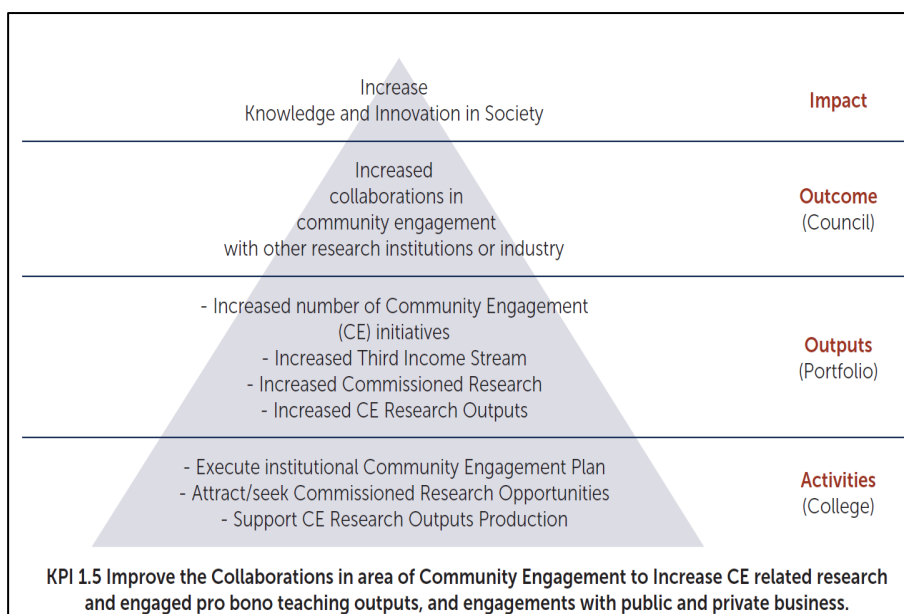 Increase
Knowledge and Innovation in Society
Impact
Increased
collaborations in
community engagement
with other research institutions or industry
Outcome
(Council)
- Increased number of Community Engagement
(CE) initiatives
- Increased Third Income Stream
- Increased Commissioned Research
- Increased CE Research Outputs
Outputs
(Portfolio)
- Execute institutional Community Engagement Plan
- Attract/seek Commissioned Research Opportunities
- Support CE Research Outputs Production
Activities
(College)
KPI 1.5 Improve the Collaborations in area of Community Engagement to Increase CE related research
and engaged pro bono teaching outputs, and engagements with public and private business.